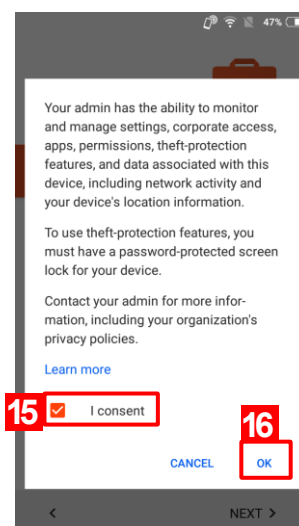 47%
Your admin has the ability to monitor
and manage settings, corporate access,
apps, permissions, theft-protection
features, and data associated with this
device, including network activity and
your device's location information.
To use theft-protection features, you
must have a password-protected screen
lock for your device.
Contact your admin for more infor-
mation, including your organization's
privacy policies.
Learn more
15 I consent
16
CANCEL OK
< NEXT >